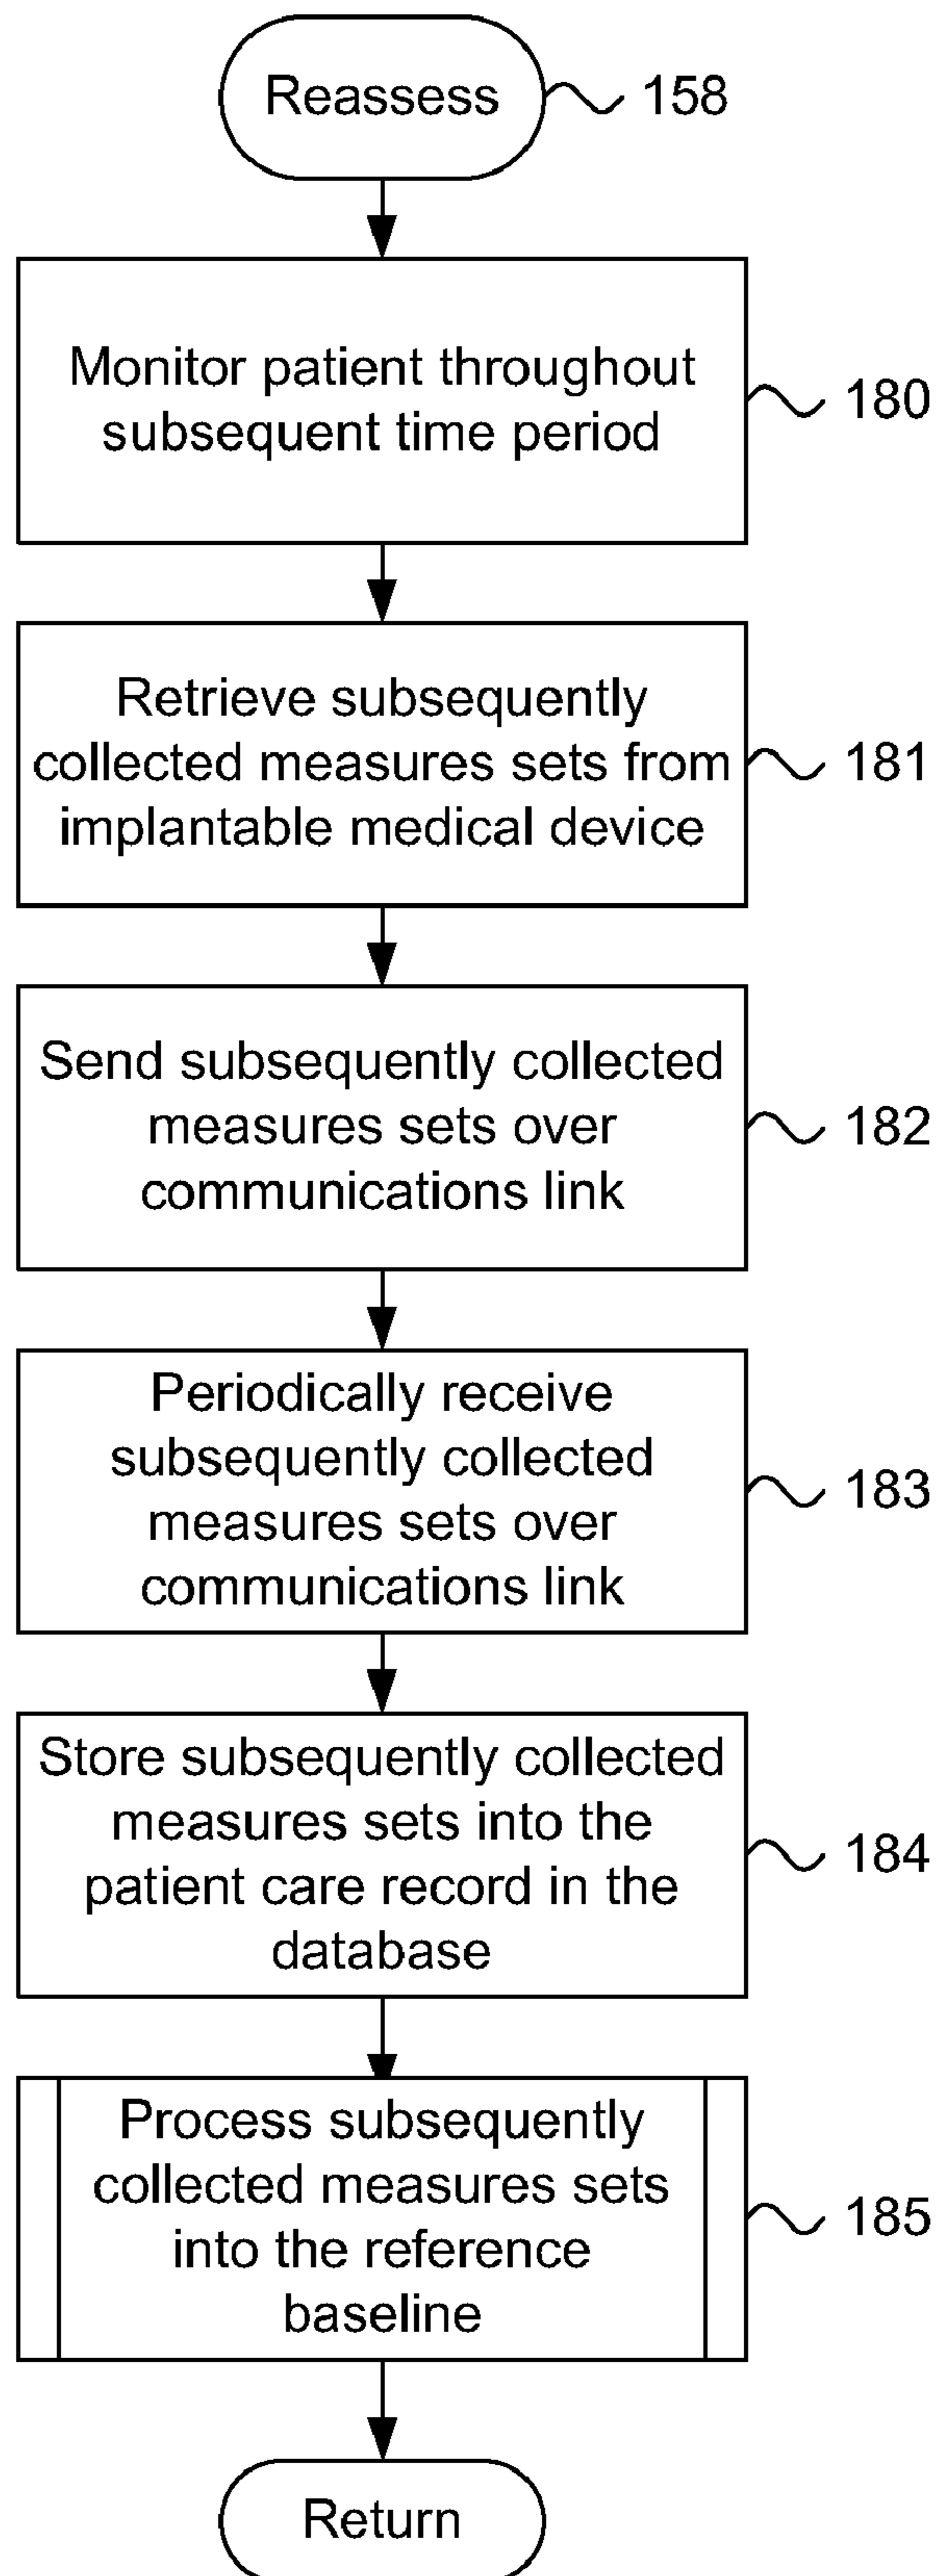 Reassess
158
Monitor patient throughout
subsequent time period
180
Retrieve subsequently
collected measures sets from
implantable medical device
181
Send subsequently collected
measures sets over
communications link
182
Periodically receive
subsequently collected
measures sets over
communications link
183
Store subsequently collected
measures sets into the
patient care record in the
database
184
Process subsequently
collected measures sets
into the reference
baseline
185
Return